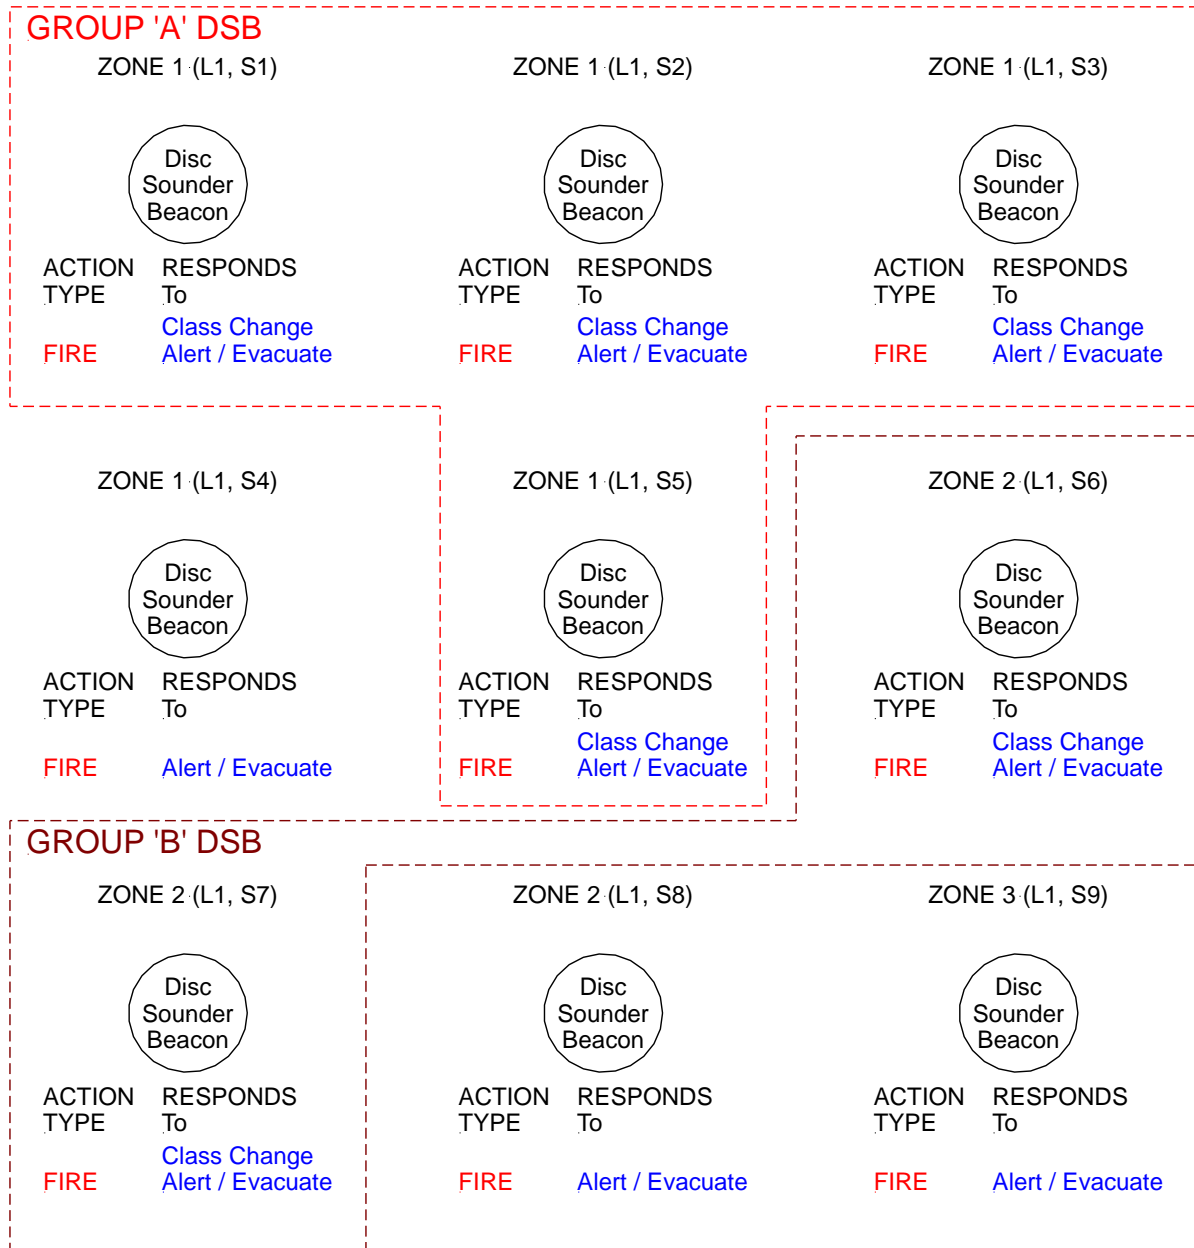 GROUP 'A' DSB
ZONE 1 (L1, S1)
Disc
Sounder
Beacon
ACTION RESPONDS
TYPE To
Class Change
FIRE Alert / Evacuate
ZONE 1 (L1, S2)
Disc
Sounder
Beacon
ACTION RESPONDS
TYPE To
Class Change
FIRE Alert / Evacuate
ZONE 1 (L1, S3)
Disc
Sounder
Beacon
ACTION RESPONDS
TYPE To
Class Change
FIRE Alert / Evacuate
ZONE 1 (L1, S4)
Disc
Sounder
Beacon
ACTION RESPONDS
TYPE To
FIRE Alert / Evacuate
ZONE 1 (L1, S5)
Disc
Sounder
Beacon
ACTION RESPONDS
TYPE To
Class Change
FIRE Alert / Evacuate
ZONE 2 (L1, S6)
Disc
Sounder
Beacon
ACTION RESPONDS
TYPE To
Class Change
FIRE Alert / Evacuate
GROUP 'B' DSB
ZONE 2 (L1, S7)
Disc
Sounder
Beacon
ACTION RESPONDS
TYPE To
Class Change
FIRE Alert / Evacuate
ZONE 2 (L1, S8)
Disc
Sounder
Beacon
ACTION RESPONDS
TYPE To
FIRE Alert / Evacuate
ZONE 3 (L1, S9)
Disc
Sounder
Beacon
ACTION RESPONDS
TYPE To
FIRE Alert / Evacuate